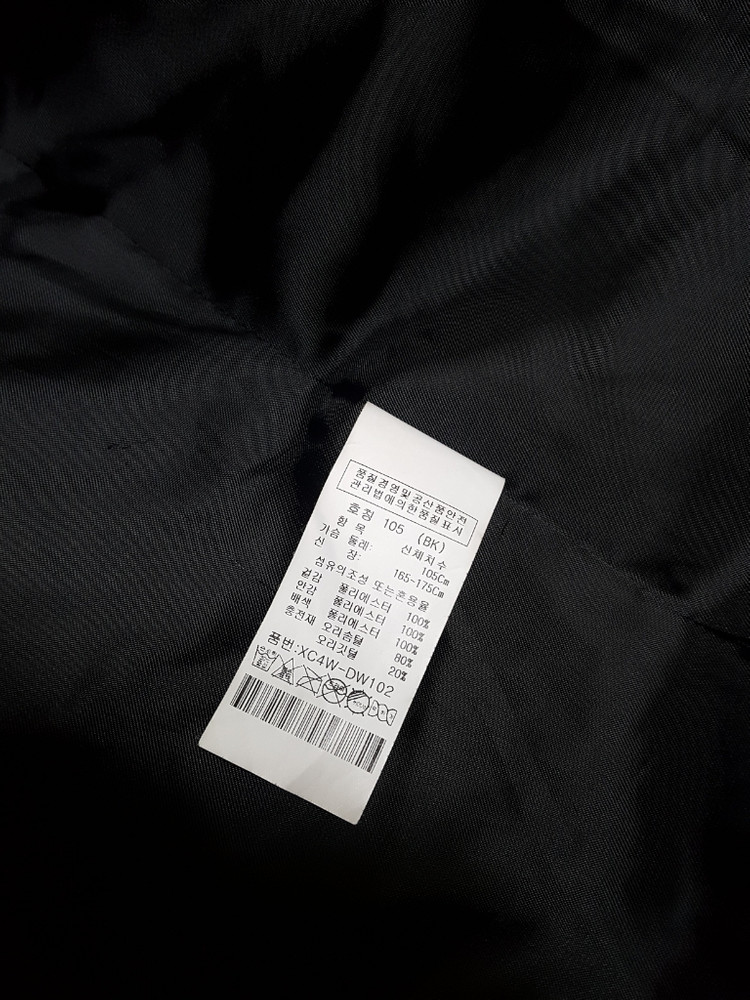 품질경영및공산품안전
관리법에의한품질표시
호칭 105 (BK)
항 목 신체치수
가슴 둘레: 105Cm
신 장: 165-175Cm
섬유의조성 또는혼용율
겉감 폴리에스터 100%
안감 폴리에스터 100%
배색 폴리에스터 100%
충전재 오리솜털 80%
오리깃털 20%
품번:XC4W-DW102